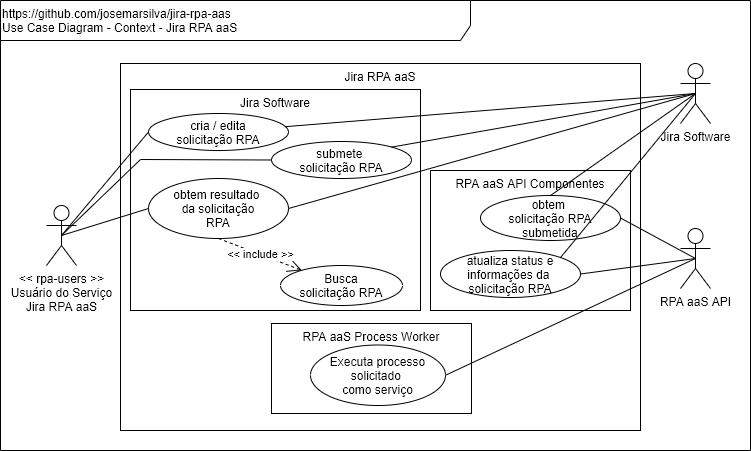 https://github.com/josemarsilva/jira-rpa-aas
Use Case Diagram - Context - Jira RPA aaS
Jira RPA aaS
Jira Software
cria / edita
solicitação RPA
submete
solicitação RPA
obtem resultado
da solicitação
RPA
<< include >>
Busca
solicitação RPA
RPA aaS API Componentes
obtem
solicitação RPA
submetida
atualiza status e
informações da
solicitação RPA
RPA aaS Process Worker
Executa processo
solicitado
como serviço
<< rpa-users >>
Usuário do Serviço
Jira RPA aaS
Jira Software
RPA aaS API